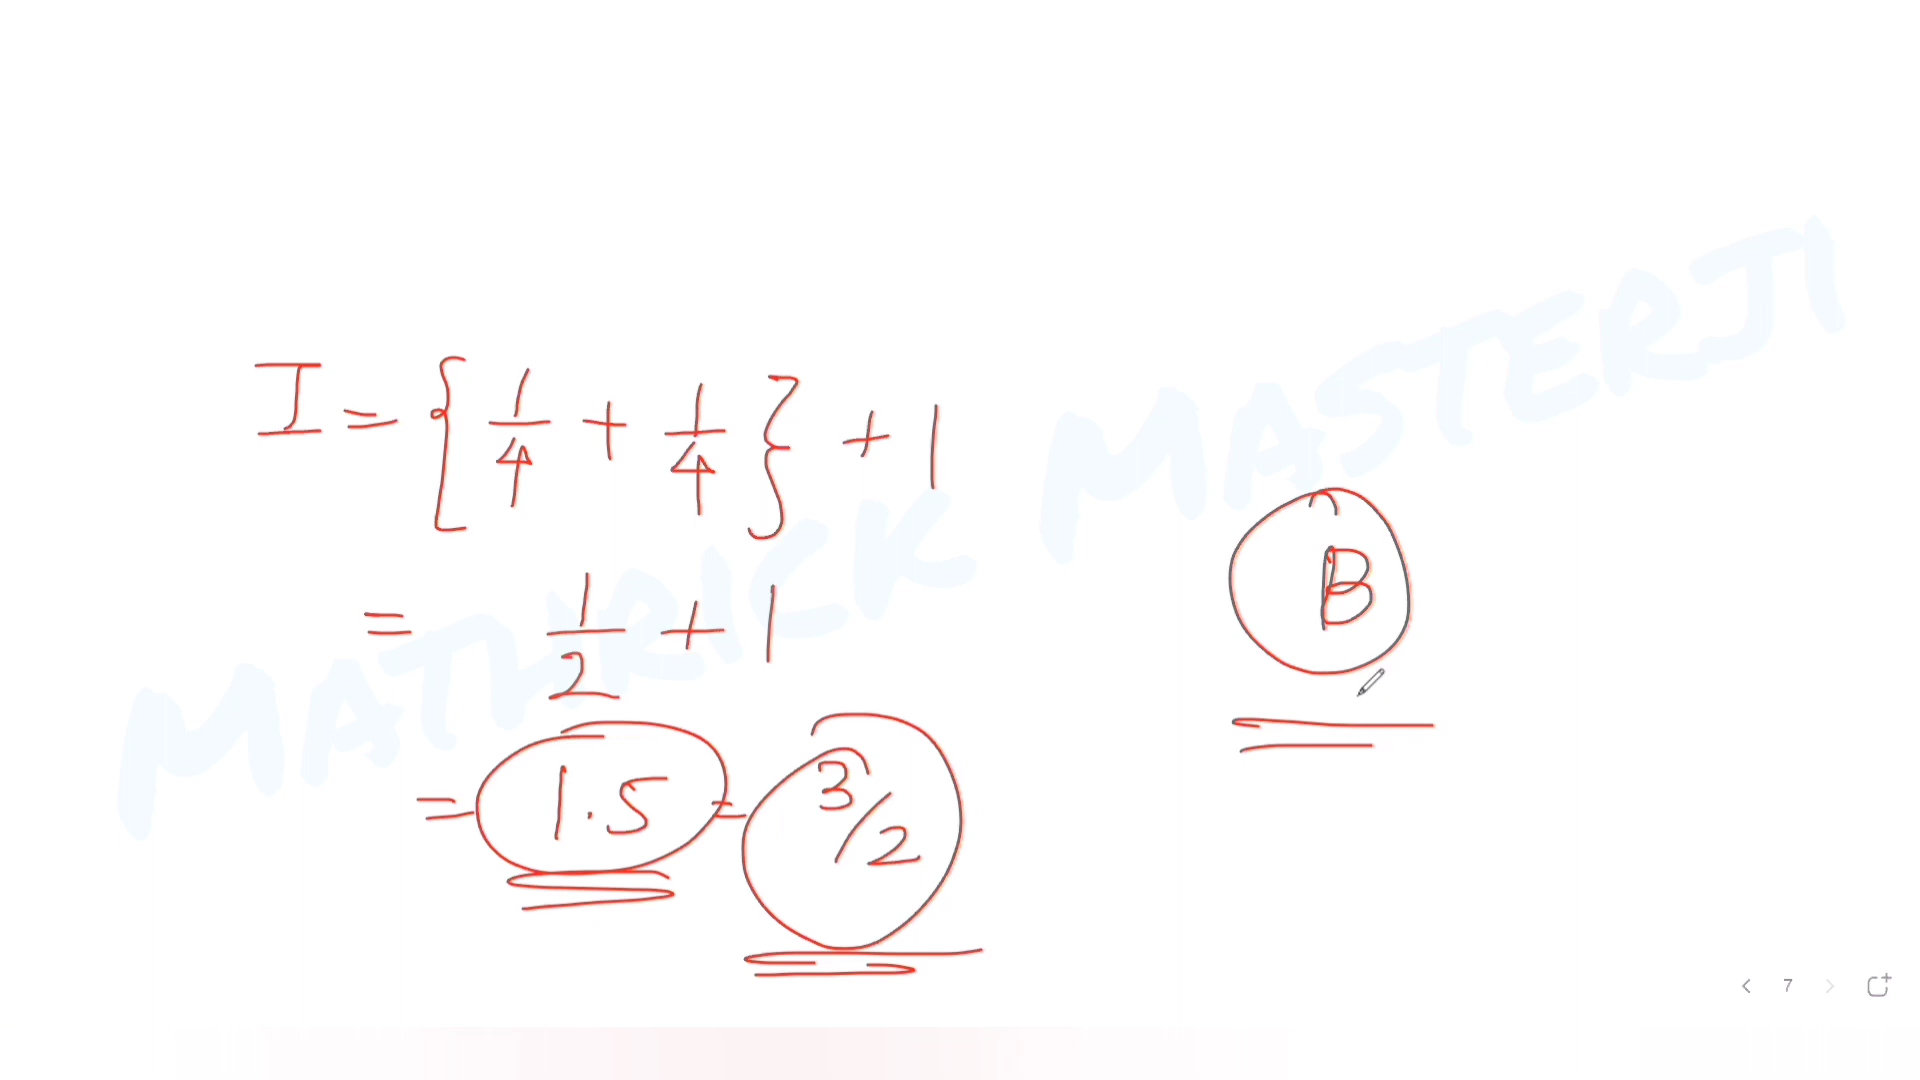 I = { 1/4 + 1/4 } + 1
= 1/2 + 1
= 1.5 = 3/2
B
MATHRICK MASTERJI
7